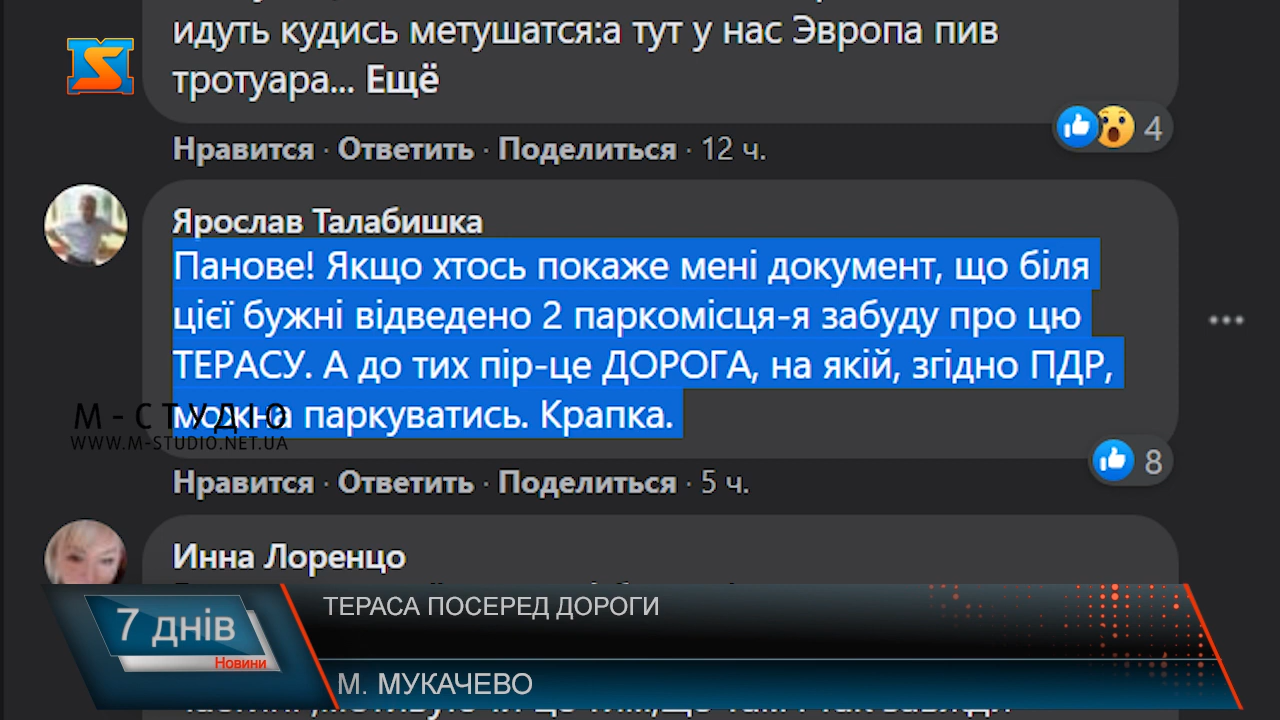 идуть кудись метушатся:а тут у нас Эвропа пив
тротуара... Ещё
4
Нравится · Ответить · Поделиться · 12 ч.
Ярослав Талабишка
Панове! Якщо хтось покаже мені документ, що біля
цієї бужні відведено 2 паркомісця-я забуду про цю
ТЕРАСУ. А до тих пір-це ДОРОГА, на якій, згідно ПДР,
можна паркуватись. Крапка.
М-СТУДІО
WWW.M-STUDIO.NET.UA
8
Нравится · Ответить · Поделиться · 5 ч.
Инна Лоренцо
7 днів
Новини
ТЕРАСА ПОСЕРЕД ДОРОГИ
М. МУКАЧЕВО